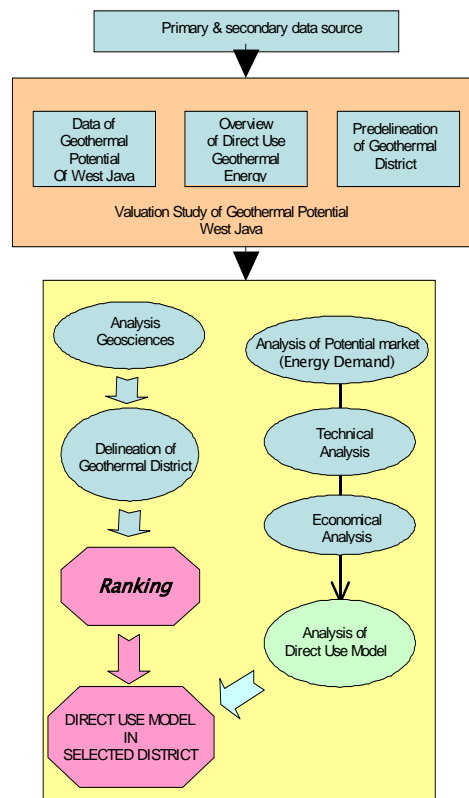 Primary & secondary data source
Data of
Geothermal
Potential
Of West Java
Overview
of Direct Use
Geothermal
Energy
Predelineation
of Geothermal
District
Valuation Study of Geothermal Potential
West Java
Analysis
Geosciences
Delineation of
Geothermal District
Ranking
DIRECT USE MODEL
IN
SELECTED DISTRICT
Analysis of Potential market
(Energy Demand)
Technical
Analysis
Economical
Analysis
Analysis of
Direct Use Model